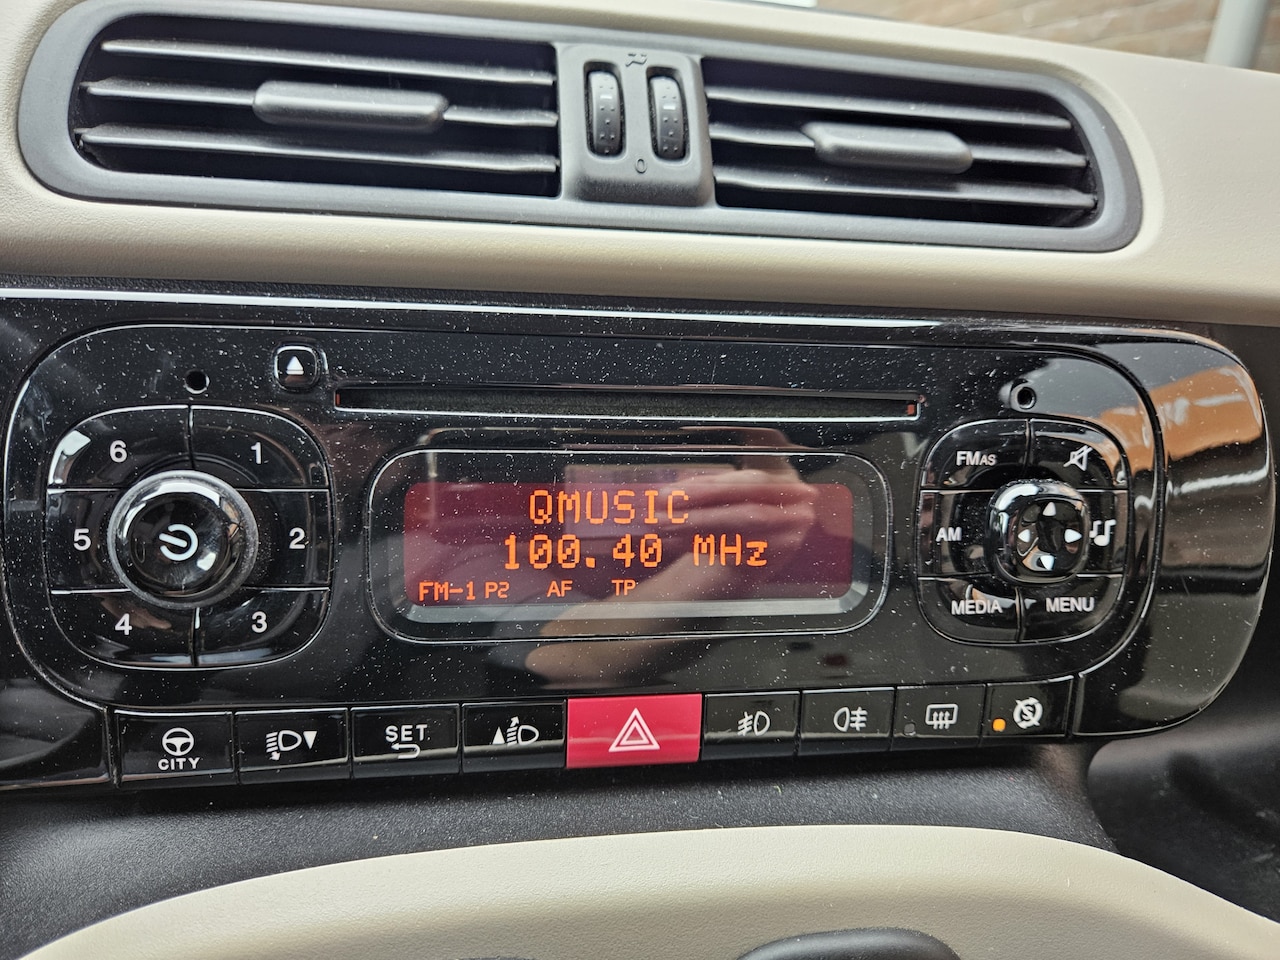 0
6
1
5
2
4
3
QMUSIC
100.40 MHz
FM-1 P2 AF TP
FMAS
AM
MEDIA
MENU
CITY
SET